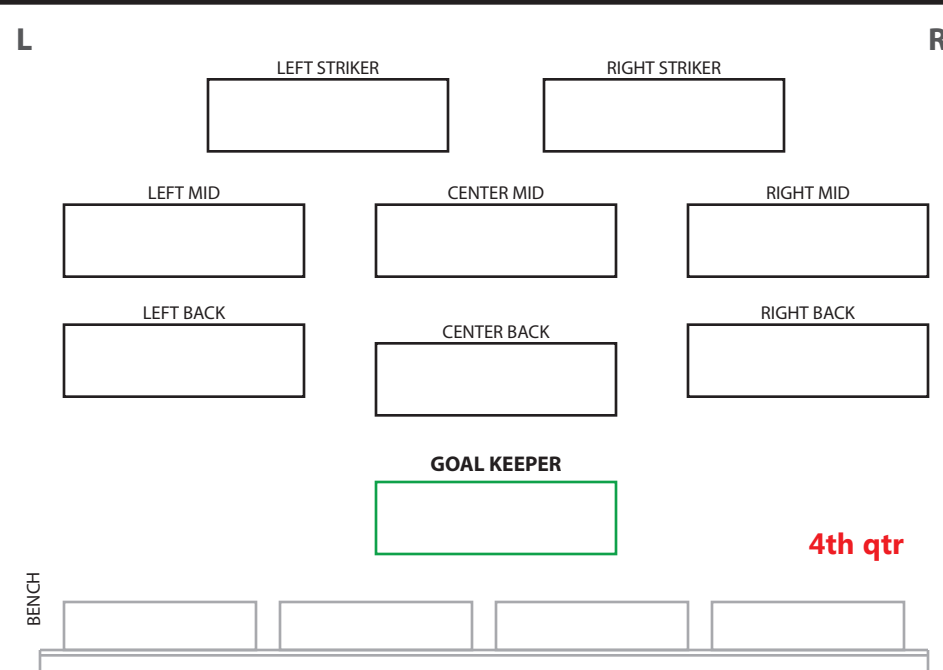 L
R
LEFT STRIKER
RIGHT STRIKER
LEFT MID
CENTER MID
RIGHT MID
LEFT BACK
CENTER BACK
RIGHT BACK
GOAL KEEPER
4th qtr
BENCH